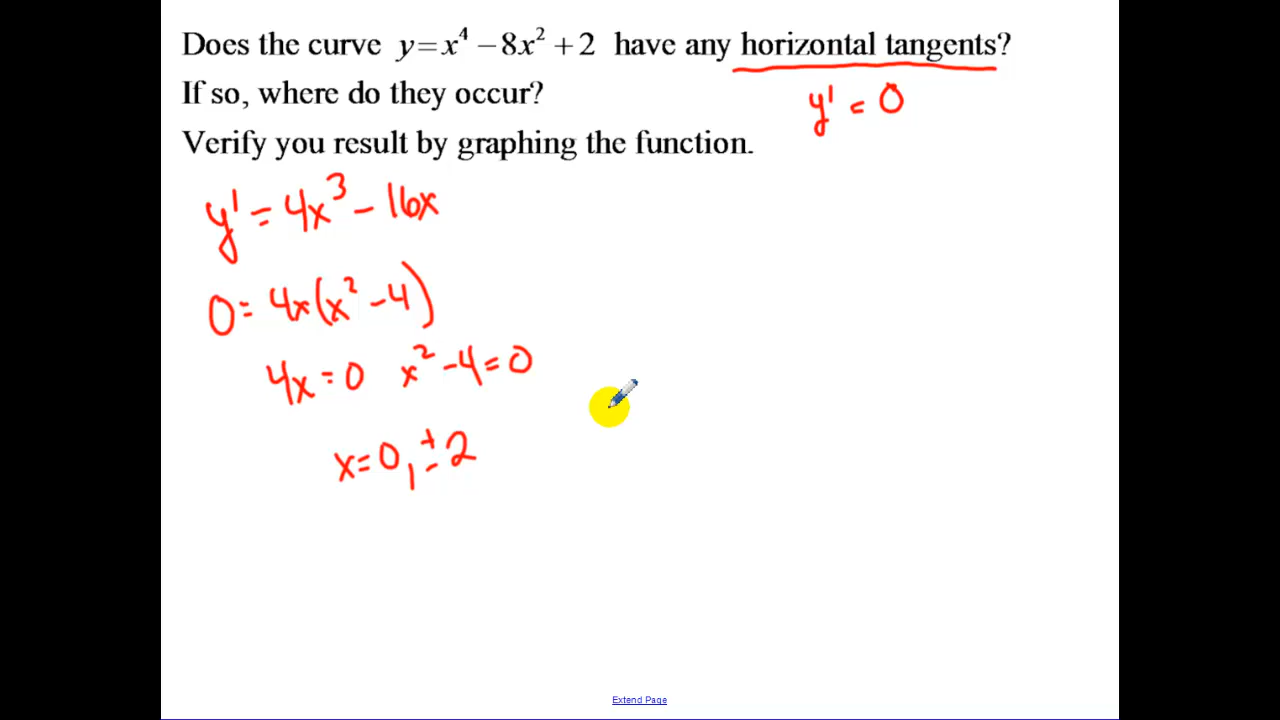 Does the curve y=x⁴−8x²+2 have any horizontal tangents?
If so, where do they occur?
y' = 0
Verify you result by graphing the function.
y' = 4x³ − 16x
0 = 4x(x² − 4)
4x = 0 x² − 4 = 0
x = 0, ± 2
Extend Page